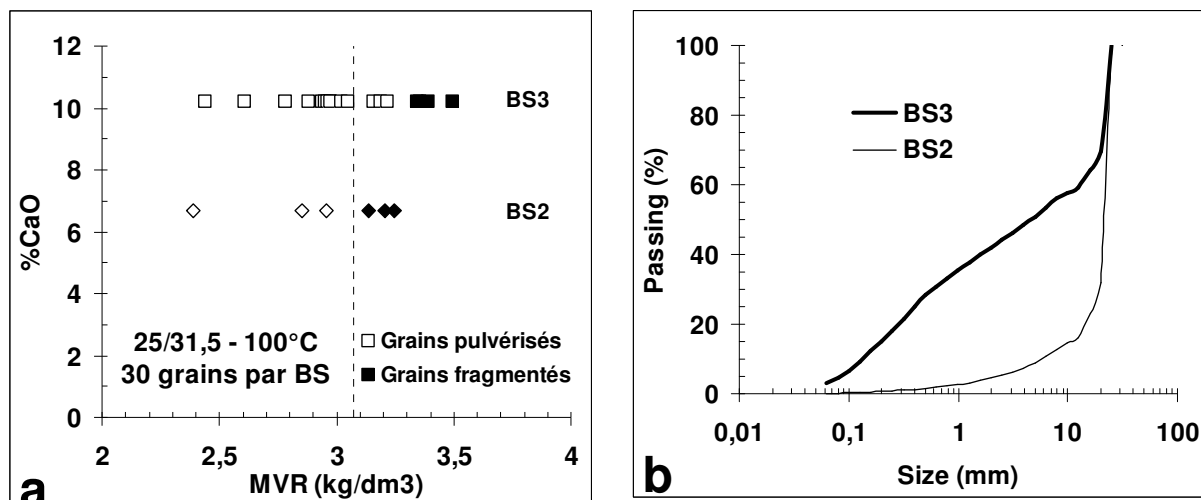 12
10
8
6
4
2
0
%CaO
BS3
BS2
25/31,5 - 100°C
30 grains par BS
Grains pulvérisés
Grains fragmentés
2
2,5
3
3,5
4
MVR (kg/dm3)
a
100
80
60
40
20
0
Passing (%)
BS3
BS2
0,01
0,1
1
10
100
Size (mm)
b